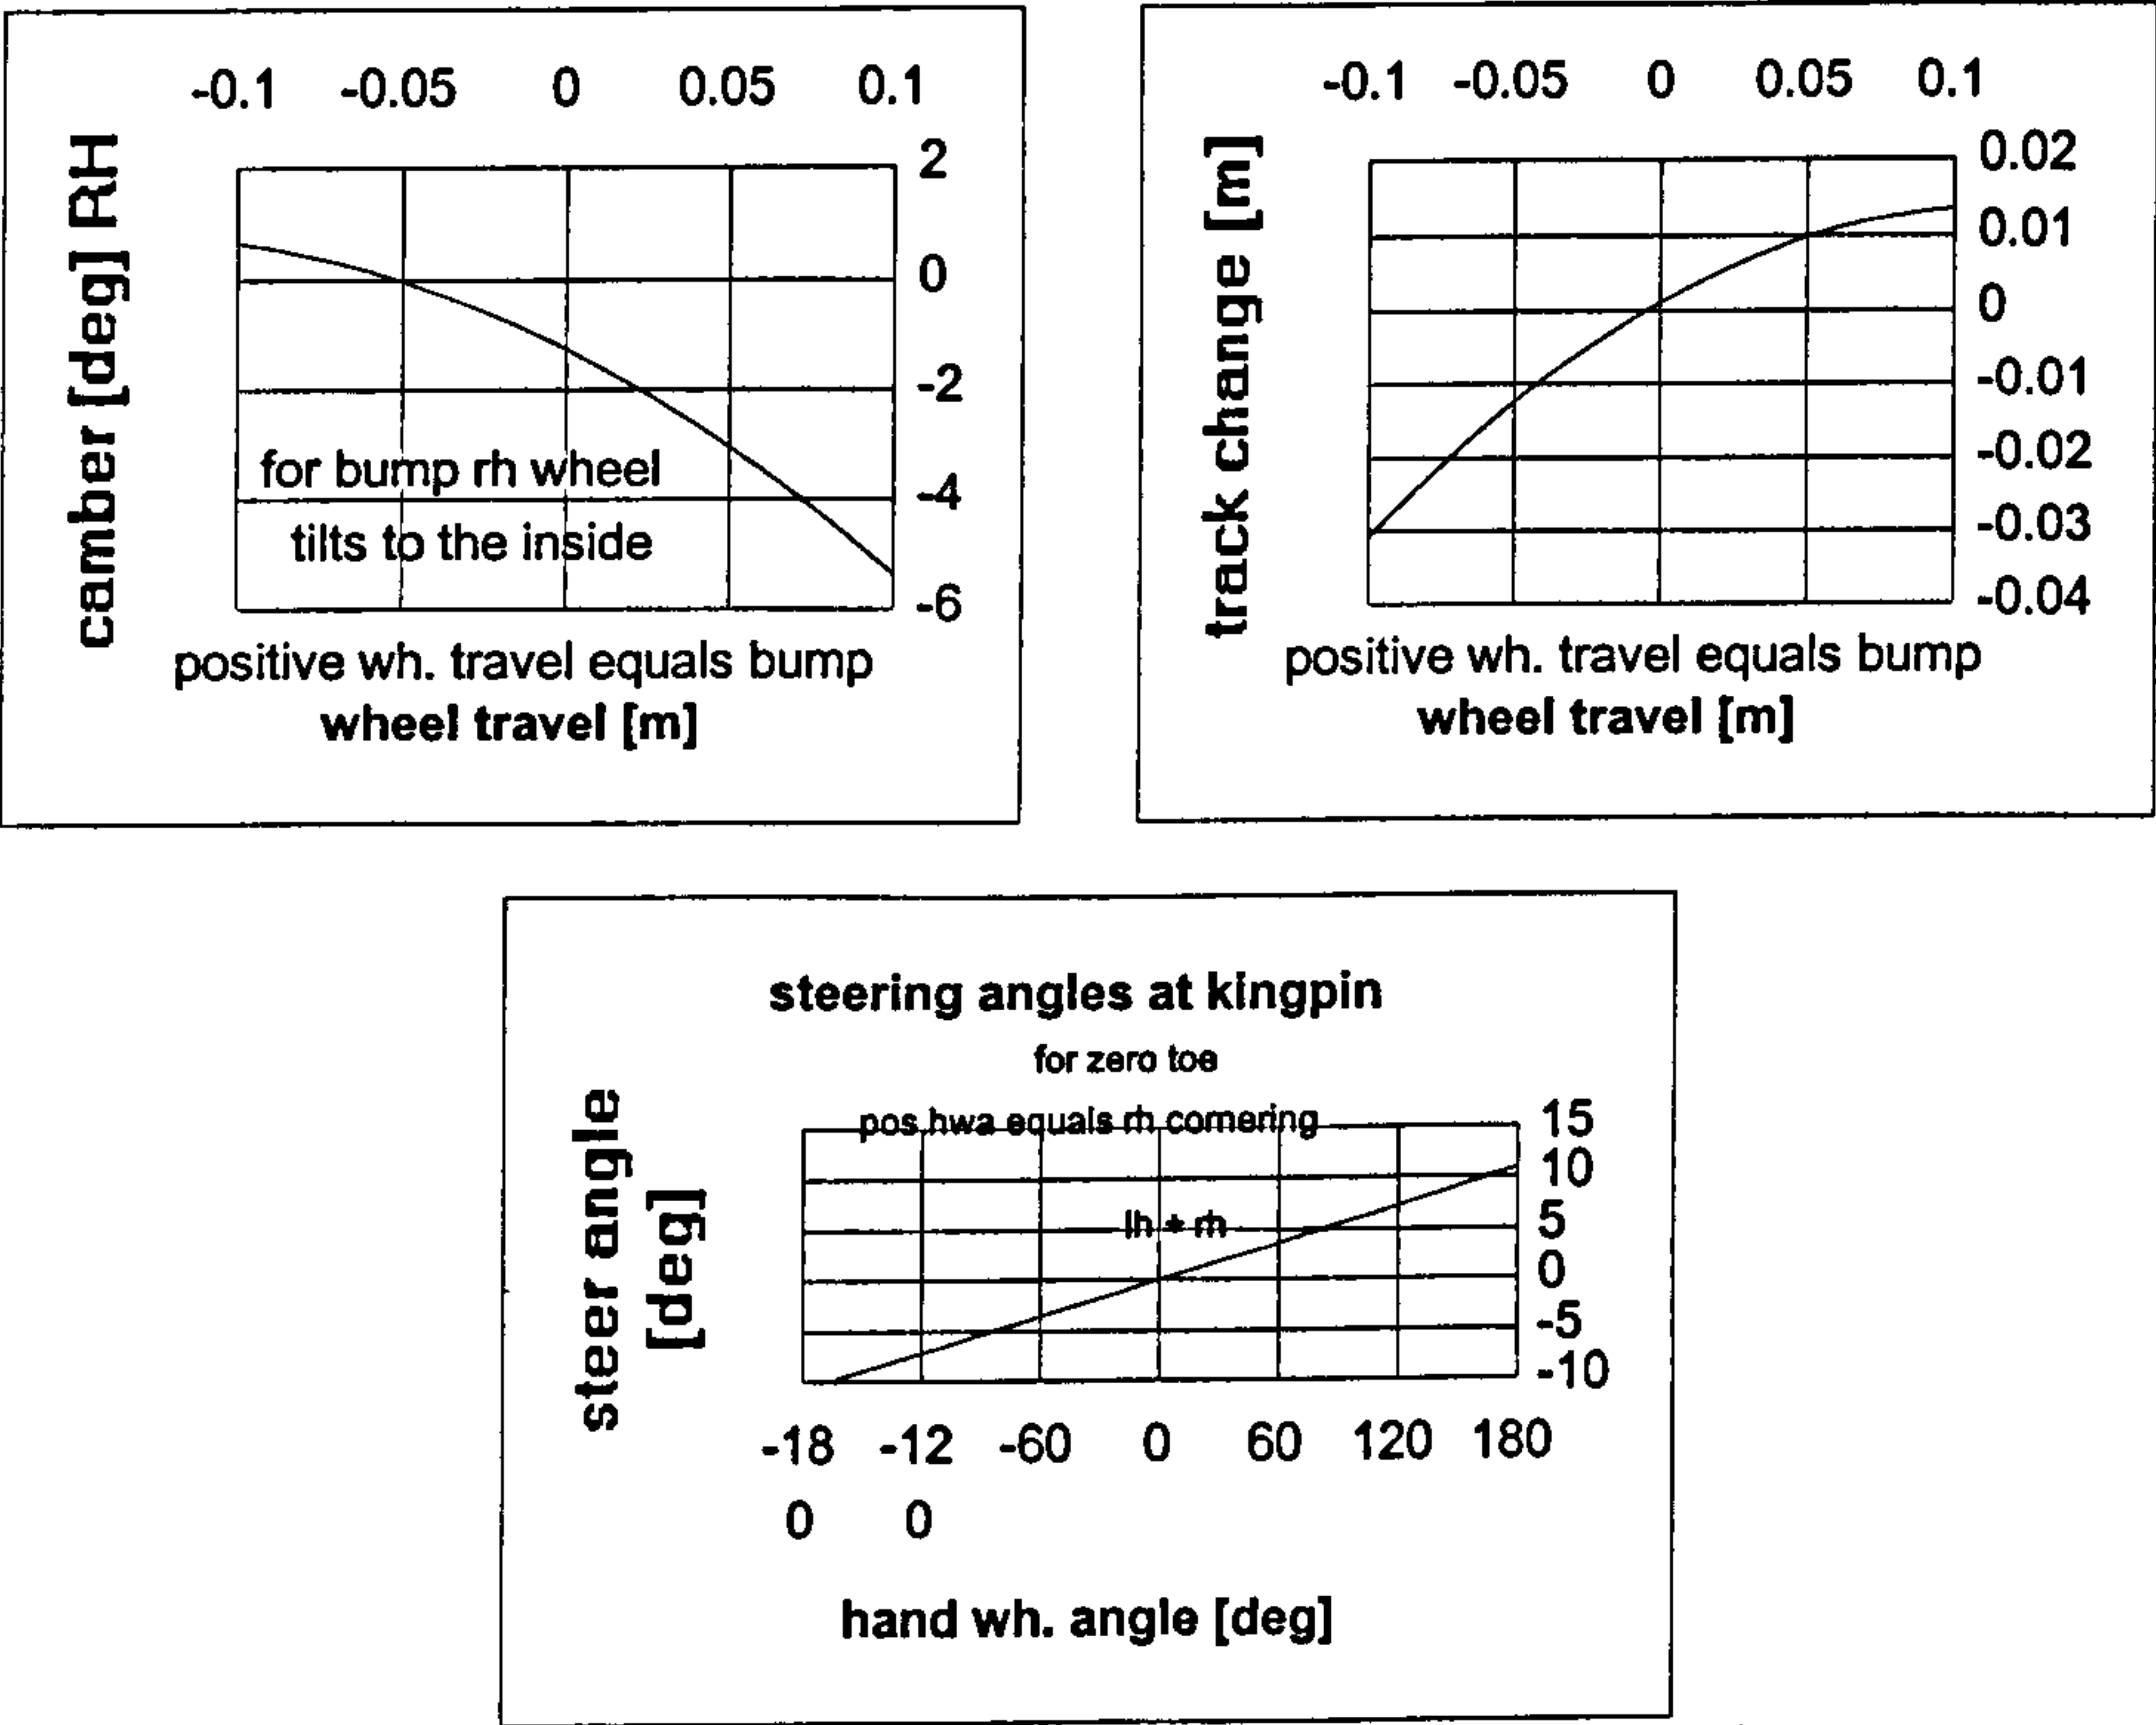 -0.1 -0.05 0 0.05 0.1
camber [deg] RH
2
0
-2
-4
-6
for bump rh wheel
tilts to the inside
positive wh. travel equals bump
wheel travel [m]
-0.1 -0.05 0 0.05 0.1
track change [m]
0.02
0.01
0
-0.01
-0.02
-0.03
-0.04
positive wh. travel equals bump
wheel travel [m]
steering angles at kingpin
for zero toe
pos hwa equals rh cornering
steer angle
[deg]
lh + rh
15
10
5
0
-5
-10
-18 -12 -60 0 60 120 180
0 0
hand wh. angle [deg]